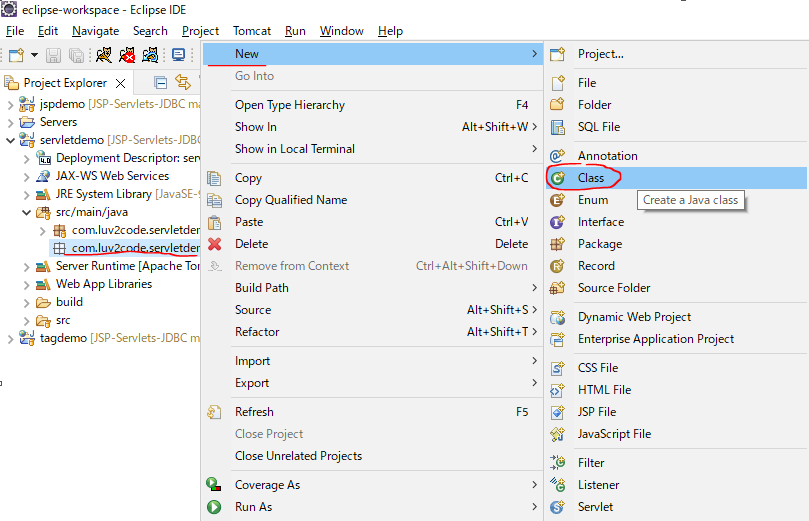 eclipse-workspace - Eclipse IDE
File Edit Navigate Search Project Tomcat Run Window Help
Project Explorer
jspdemo [JSP-Servlets-JDBC ma
Servers
servletdemo [JSP-Servlets-JDBC
Deployment Descriptor: ser
JAX-WS Web Services
JRE System Library [JavaSE-
src/main/java
com.luv2code.servletdem
com.luv2code.servletdem
Server Runtime [Apache Tom
Web App Libraries
build
src
tagdemo [JSP-Servlets-JDBC m
New
Go Into
Open Type Hierarchy F4
Show In Alt+Shift+W
Show in Local Terminal
Copy Ctrl+C
Copy Qualified Name
Paste Ctrl+V
Delete Delete
Remove from Context Ctrl+Alt+Shift+Down
Build Path
Source Alt+Shift+S
Refactor Alt+Shift+T
Import
Export
Refresh F5
Close Project
Close Unrelated Projects
Coverage As
Run As
Project...
File
Folder
SQL File
Annotation
Class
Create a Java class
Enum
Interface
Package
Record
Source Folder
Dynamic Web Project
Enterprise Application Project
CSS File
HTML File
JSP File
JavaScript File
Filter
Listener
Servlet